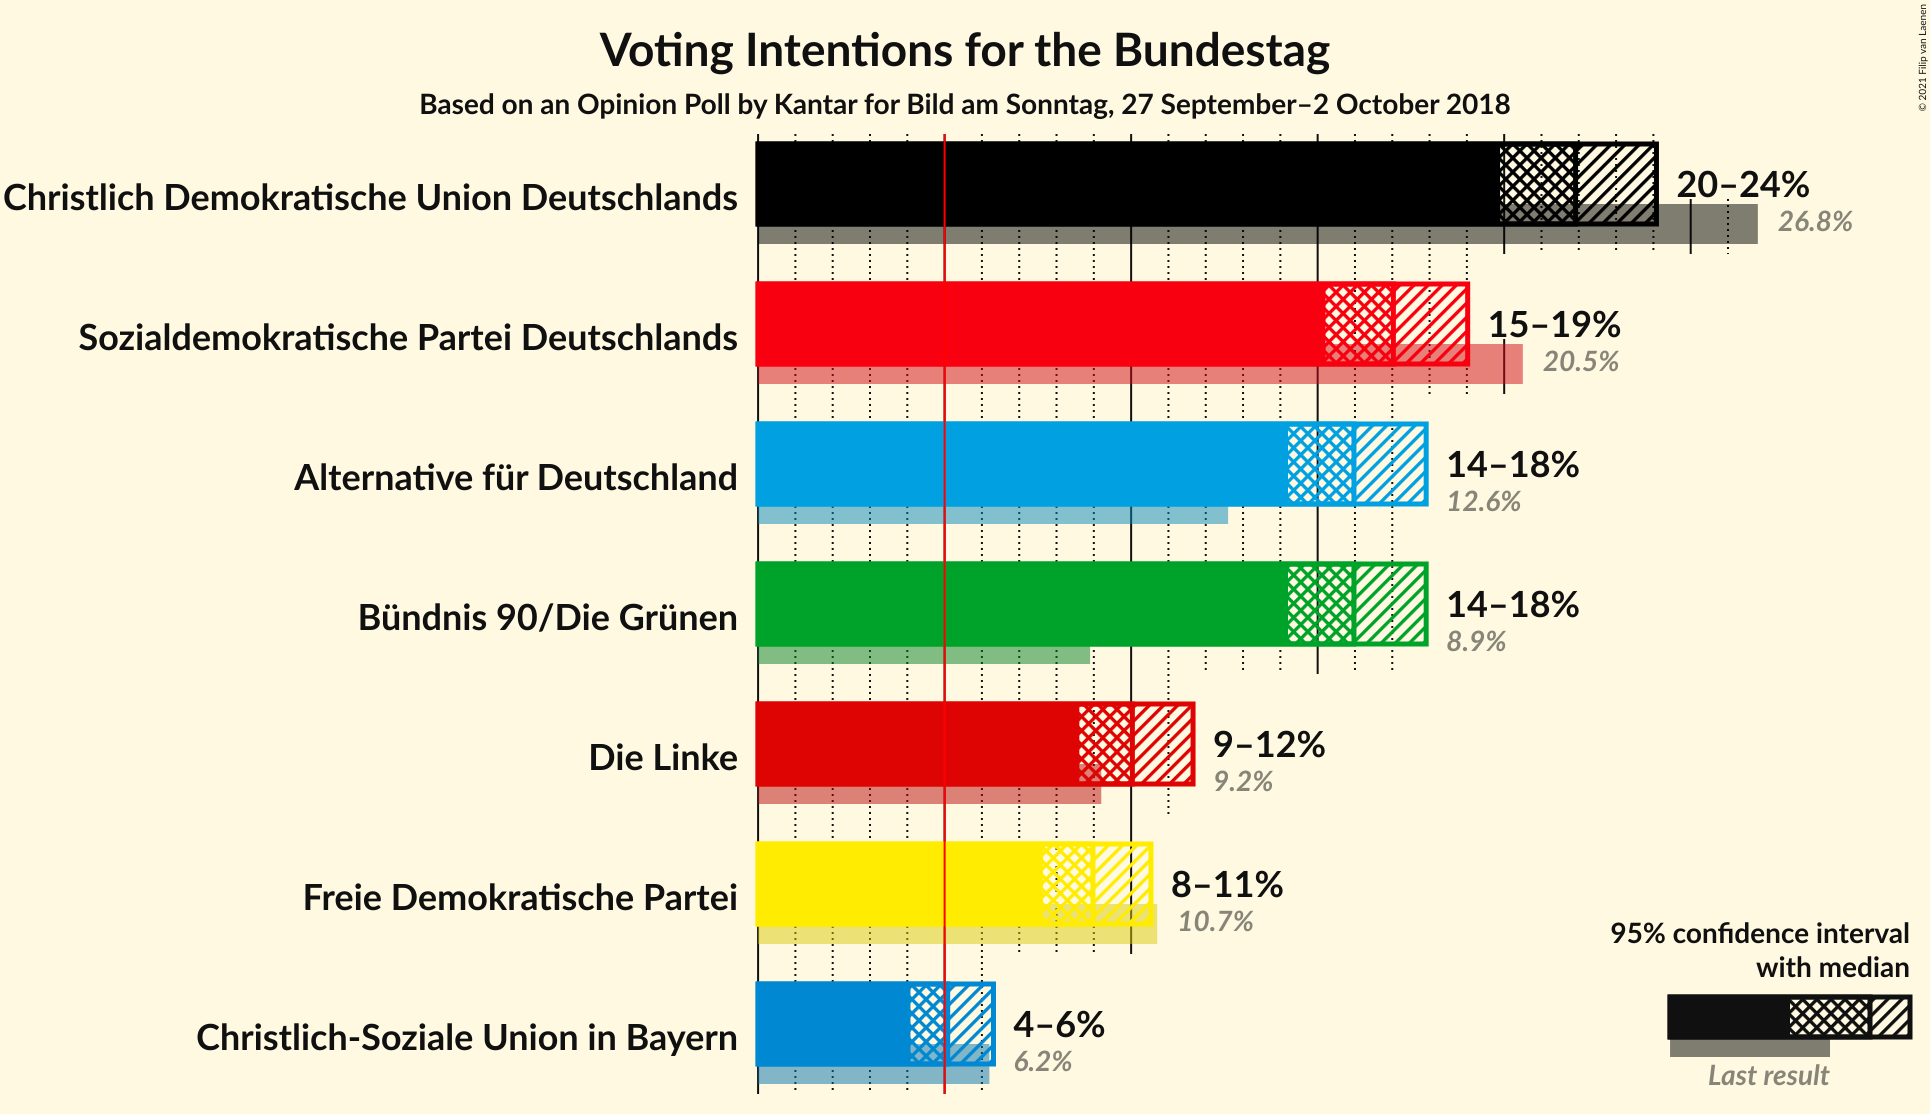 Voting Intentions for the Bundestag
Based on an Opinion Poll by Kantar for Bild am Sonntag, 27 September–2 October 2018
© 2021 Filip van Laenen
Christlich Demokratische Union Deutschlands
20–24%
26.8%
Sozialdemokratische Partei Deutschlands
15–19%
20.5%
Alternative für Deutschland
14–18%
12.6%
Bündnis 90/Die Grünen
14–18%
8.9%
Die Linke
9–12%
9.2%
Freie Demokratische Partei
8–11%
10.7%
Christlich-Soziale Union in Bayern
4–6%
6.2%
95% confidence interval
with median
Last result